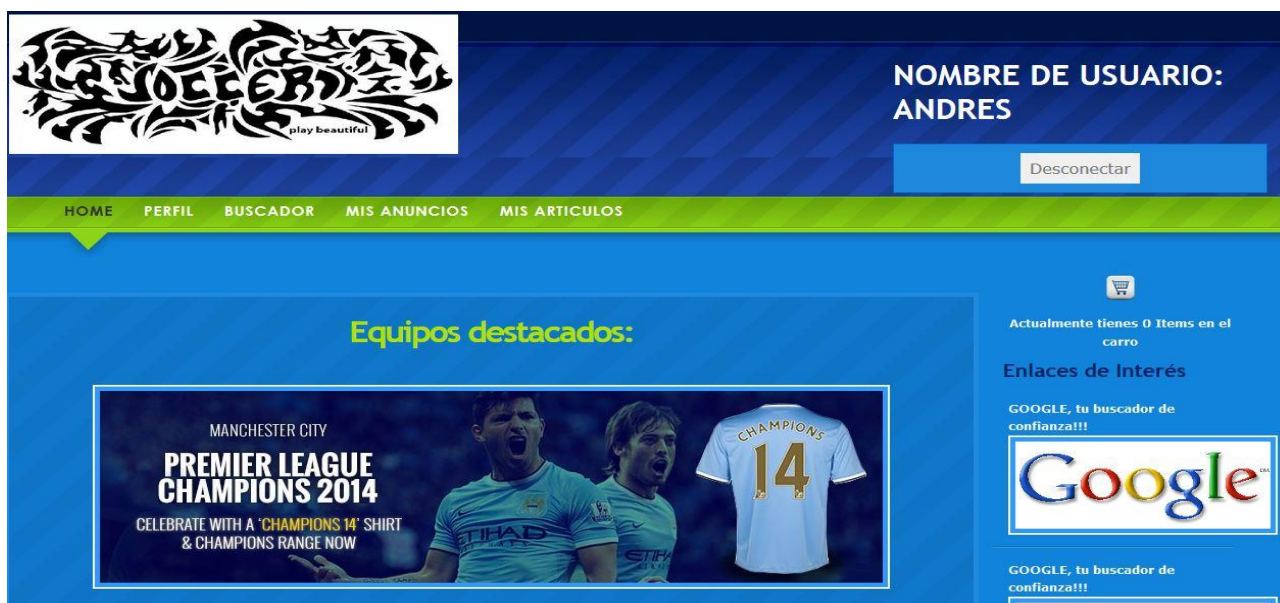 SOCCER
play beautiful
NOMBRE DE USUARIO:
ANDRES
Desconectar
HOME PERFIL BUSCADOR MIS ANUNCIOS MIS ARTICULOS
Equipos destacados:
MANCHESTER CITY
PREMIER LEAGUE
CHAMPIONS 2014
CELEBRATE WITH A 'CHAMPIONS 14' SHIRT
& CHAMPIONS RANGE NOW
ETIHAD
CHAMPIONS
14
Actualmente tienes 0 Items en el
carro
Enlaces de Interés
GOOGLE, tu buscador de
confianza!!!
Google
GOOGLE, tu buscador de
confianza!!!